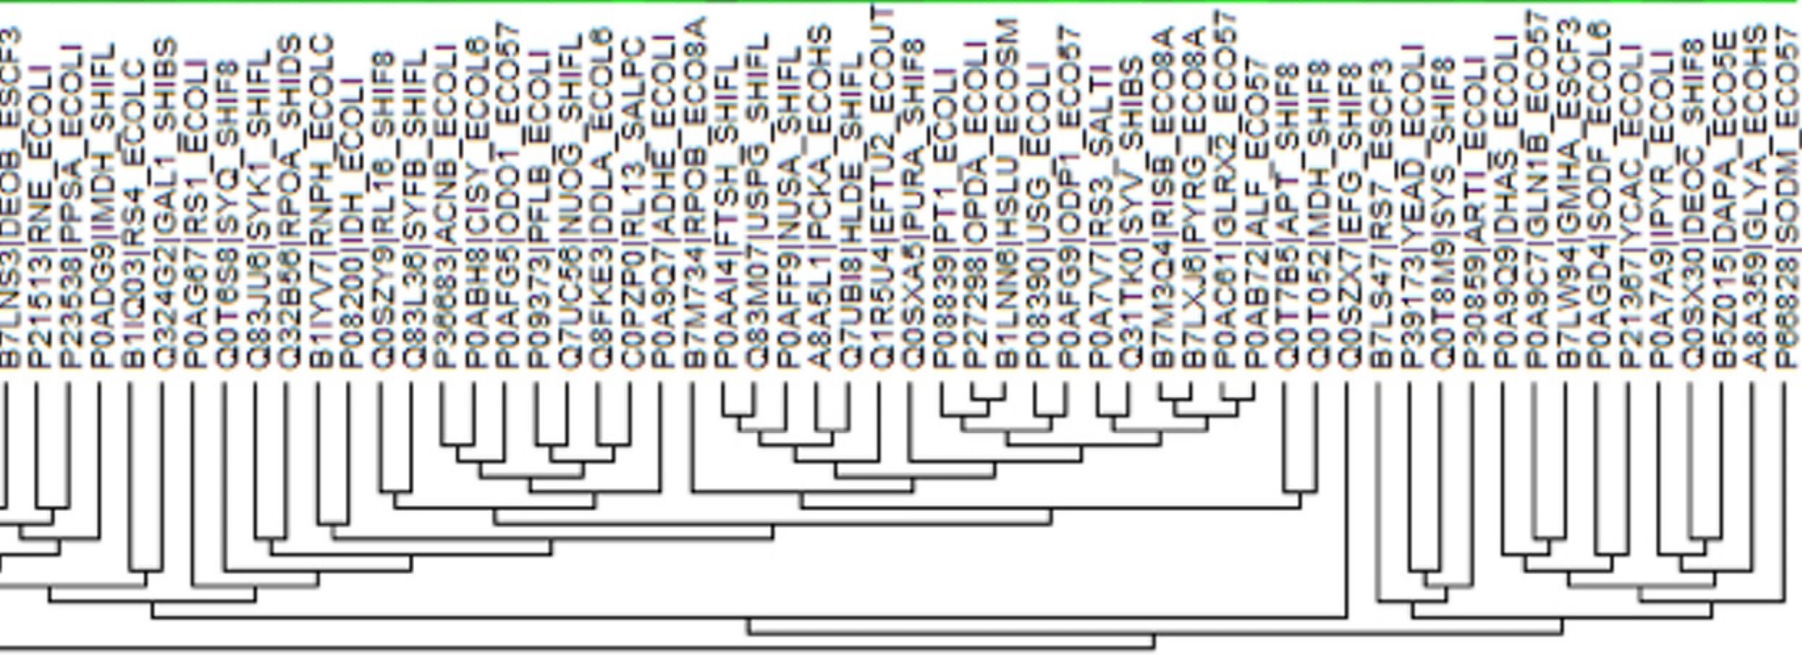 B7LNS3|DEOB_ESCF3
P21513|RNE_ECOLI
P23538|PPSA_ECOLI
P0ADG9|IMDH_SHIFL
B1IQ03|RS4_ECOLC
Q324G2|GAL1_SHIBS
P0AG67|RS1_ECOLI
Q0T6S8|SYQ_SHIF8
Q83JU6|SYK1_SHIFL
Q32B56|RPOA_SHIDS
B1IYV7|RNPH_ECOLC
P08200|IDH_ECOLI
Q0SZY9|RL16_SHIF8
Q83L36|SYFB_SHIFL
P36683|ACNB_ECOLI
P0ABH8|CISY_ECOL6
P0AFG5|ODO1_ECO57
P09373|PFLB_ECOLI
Q7UC56|NUOG_SHIFL
Q8FKE3|DDLA_ECOL6
C0PZP0|RL13_SALPC
P0A9Q7|ADHE_ECOLI
B7M734|RPOB_ECO8A
P0AAI4|FTSH_SHIFL
Q83M07|USPG_SHIFL
P0AFF9|NUSA_SHIFL
A8A5L1|PCKA_ECOHS
Q7UBI8|HLDE_SHIFL
Q1R5U4|EFTU2_ECOUT
Q0SXA5|PURA_SHIF8
P08839|PT1_ECOLI
P27298|OPDA_ECOLI
B1LNN6|HSLU_ECOSM
P08390|USG_ECOLI
P0AFG9|ODP1_ECO57
P0A7V7|RS3_SALTI
Q31TK0|SYV_SHIBS
B7M3Q4|RISB_ECO8A
B7LXJ6|PYRG_ECO8A
P0AC61|GLRX2_ECO57
P0AB72|ALF_ECO57
Q0T7B5|APT_SHIF8
Q0T052|MDH_SHIF8
Q0SZX7|EFG_SHIF8
B7LS47|RS7_ESCF3
P39173|YEAD_ECOLI
Q0T8M9|SYS_SHIF8
P30859|ARTI_ECOLI
P0A9Q9|DHAS_ECOLI
P0A9C7|GLN1B_ECO57
B7LW94|GMHA_ESCF3
P0AGD4|SODF_ECOL6
P21367|YCAC_ECOLI
P0A7A9|IPYR_ECOLI
Q0SX30|DEOC_SHIF8
B5Z015|DAPA_ECO5E
A8A359|GLYA_ECOHS
P66828|SODM_ECO57